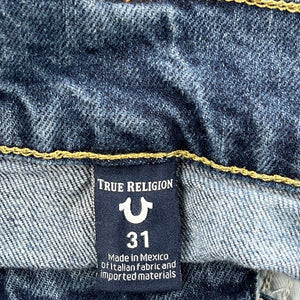 TRUE RELIGION
31
Made in Mexico
of Italian fabric and
imported materials